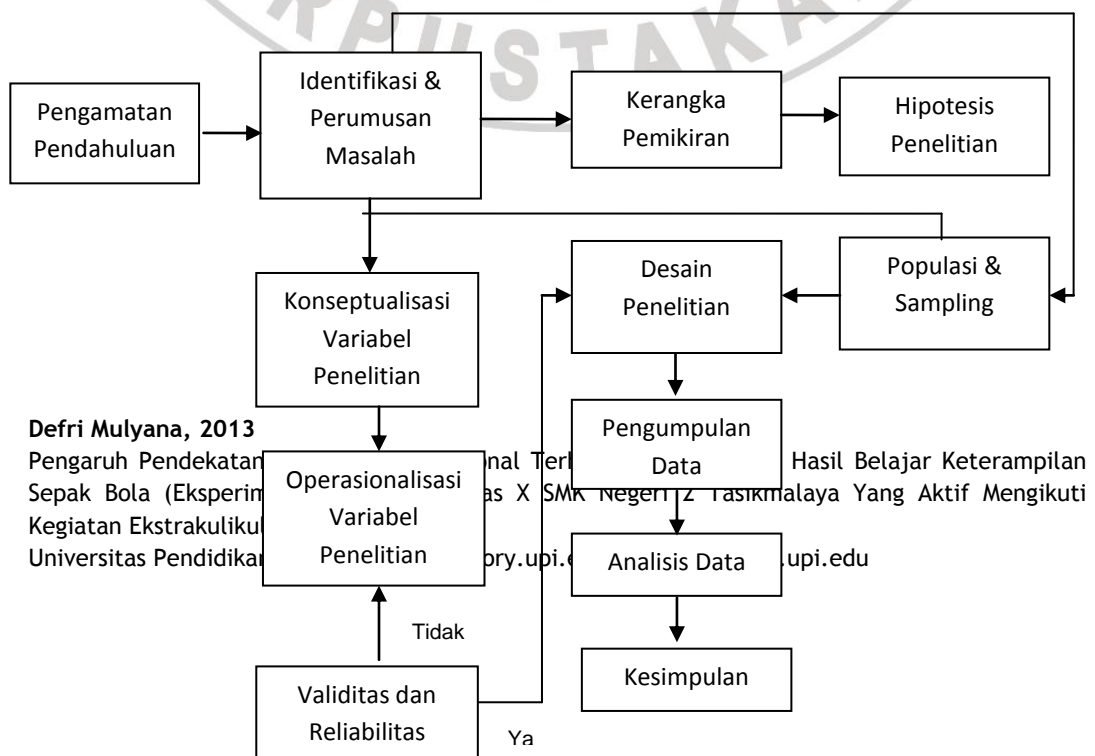 RPUSTAKA
Pengamatan
Pendahuluan
Identifikasi &
Perumusan
Masalah
Kerangka
Pemikiran
Hipotesis
Penelitian
Konseptualisasi
Variabel
Penelitian
Desain
Penelitian
Populasi &
Sampling
Defri Mulyana, 2013
Pengaruh Pendekatan Hasil Belajar Keterampilan
Sepak Bola X SMK Negeri 2 Tasikmalaya Yang Aktif Mengikuti
Kegiatan
Universitas .upi.edu
Operasionalisasi
Variabel
Penelitian
Pengumpulan
Data
Analisis Data
Tidak
Kesimpulan
Validitas dan
Reliabilitas
Ya